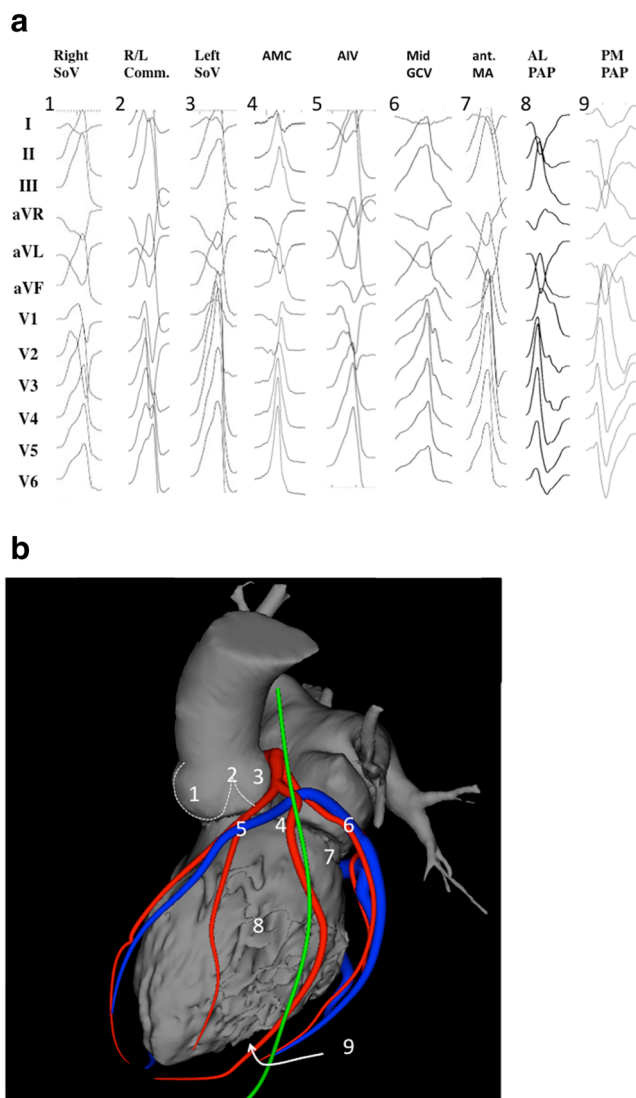 a
Right R/L Left AMC AIV Mid ant. AL PM
SoV Comm. SoV GCV MA PAP PAP
1 2 3 4 5 6 7 8 9
I
II
III
aVR
aVL
aVF
V1
V2
V3
V4
V5
V6
b
1 2 3
5 4 6
7
8
9